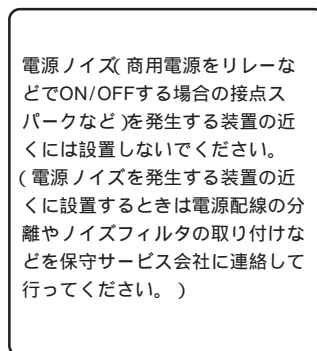 電源ノイズ(商用電源をリレーな
どでON/OFFする場合の接点ス
パークなど)を発生する装置の近
くには設置しないでください。
(電源ノイズを発生する装置の近
くに設置するときは電源配線の分
離やノイズフィルタの取り付けな
どを保守サービス会社に連絡して
行ってください。)